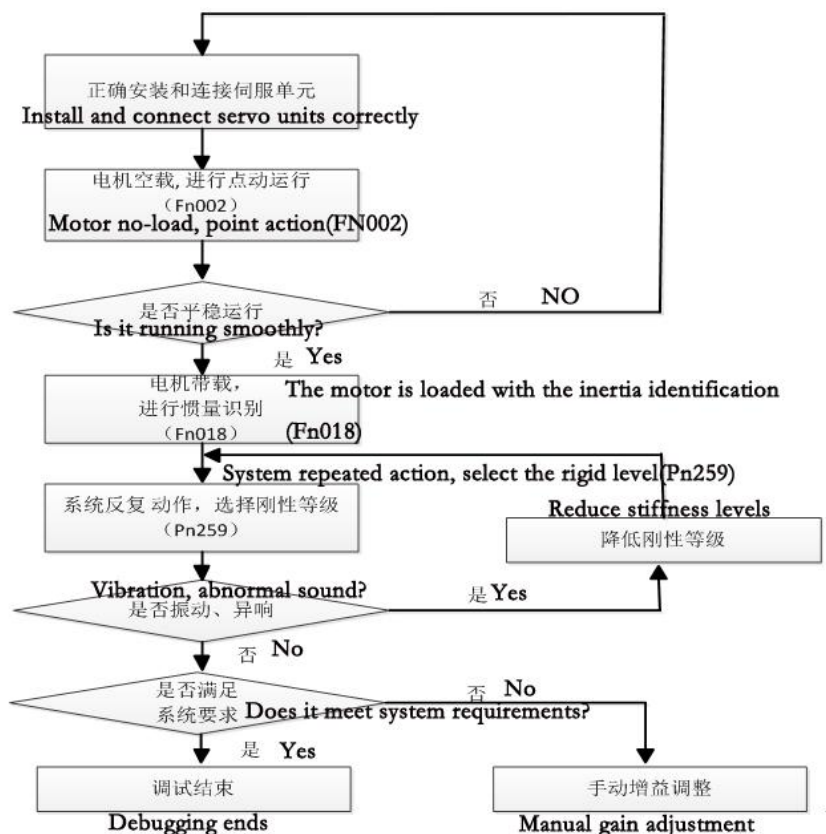 正确安装和连接伺服单元
Install and connect servo units correctly
电机空载, 进行点动运行
（Fn002）
Motor no-load, point action(FN002)
是否平稳运行
Is it running smoothly?
否 NO
是 Yes
电机带载，
进行惯量识别
（Fn018）
The motor is loaded with the inertia identification
(Fn018)
System repeated action, select the rigid level(Pn259)
系统反复动作，选择刚性等级
（Pn259）
Reduce stiffness levels
降低刚性等级
Vibration, abnormal sound?
是否振动、异响
是 Yes
否 No
是否满足
系统要求
Does it meet system requirements?
否 No
是 Yes
调试结束
Debugging ends
手动增益调整
Manual gain adjustment